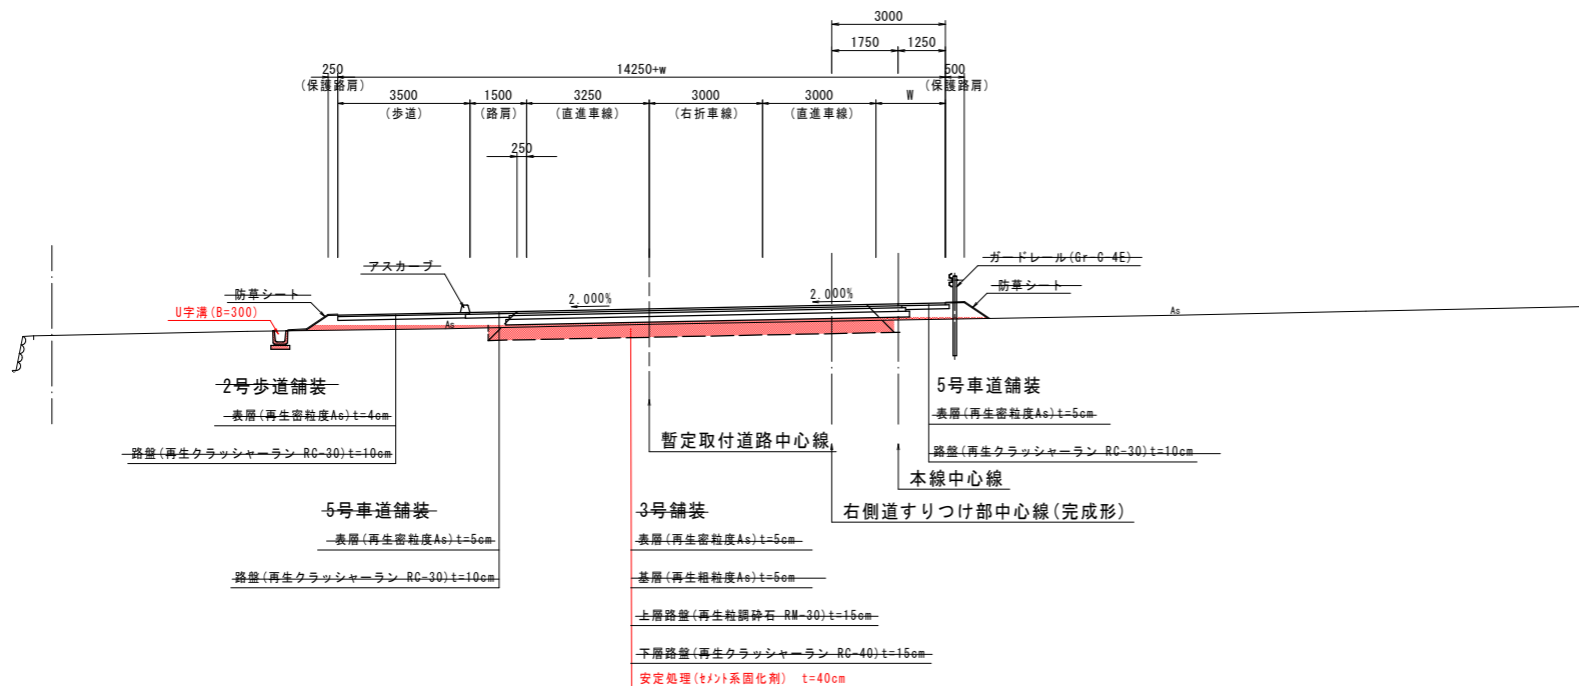 3000
1750 1250
250 14250+w 500
(保護路肩) (保護路肩)
3500 1500 3250 3000 3000 W
(歩道) (路肩) (直進車線) (右折車線) (直進車線)
250
アスカーブ ガードレール(Gr-C-4E)
防草シート 2.000% 2.000% 防草シート
U字溝(B=300)
As As
2号歩道舗装
表層(再生密粒度As)t=4cm
路盤(再生クラッシャーラン RC-30)t=10cm
5号車道舗装
表層(再生密粒度As)t=5cm
路盤(再生クラッシャーラン RC-30)t=10cm
暫定取付道路中心線
本線中心線
右側道すりつけ部中心線(完成形)
5号車道舗装
表層(再生密粒度As)t=5cm
路盤(再生クラッシャーラン RC-30)t=10cm
3号舗装
表層(再生密粒度As)t=5cm
基層(再生粗粒度As)t=5cm
上層路盤(再生粒調砕石 RM-30)t=15cm
下層路盤(再生クラッシャーラン RC-40)t=15cm
安定処理(セメント系固化剤) t=40cm